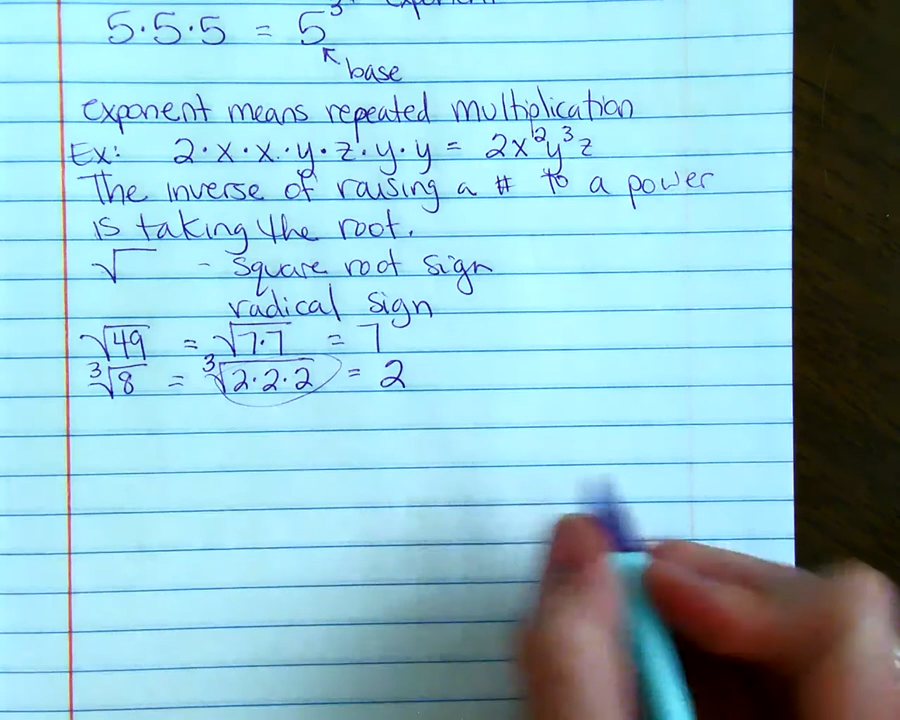 5·5·5 = 5³ exponent
base
exponent means repeated multiplication
Ex: 2·x·x·y·z·y·y = 2x²y³z
The inverse of raising a # to a power
is taking the root.
√ - square root sign
radical sign
√49 = √7·7 = 7
³√8 = ³√2·2·2 = 2